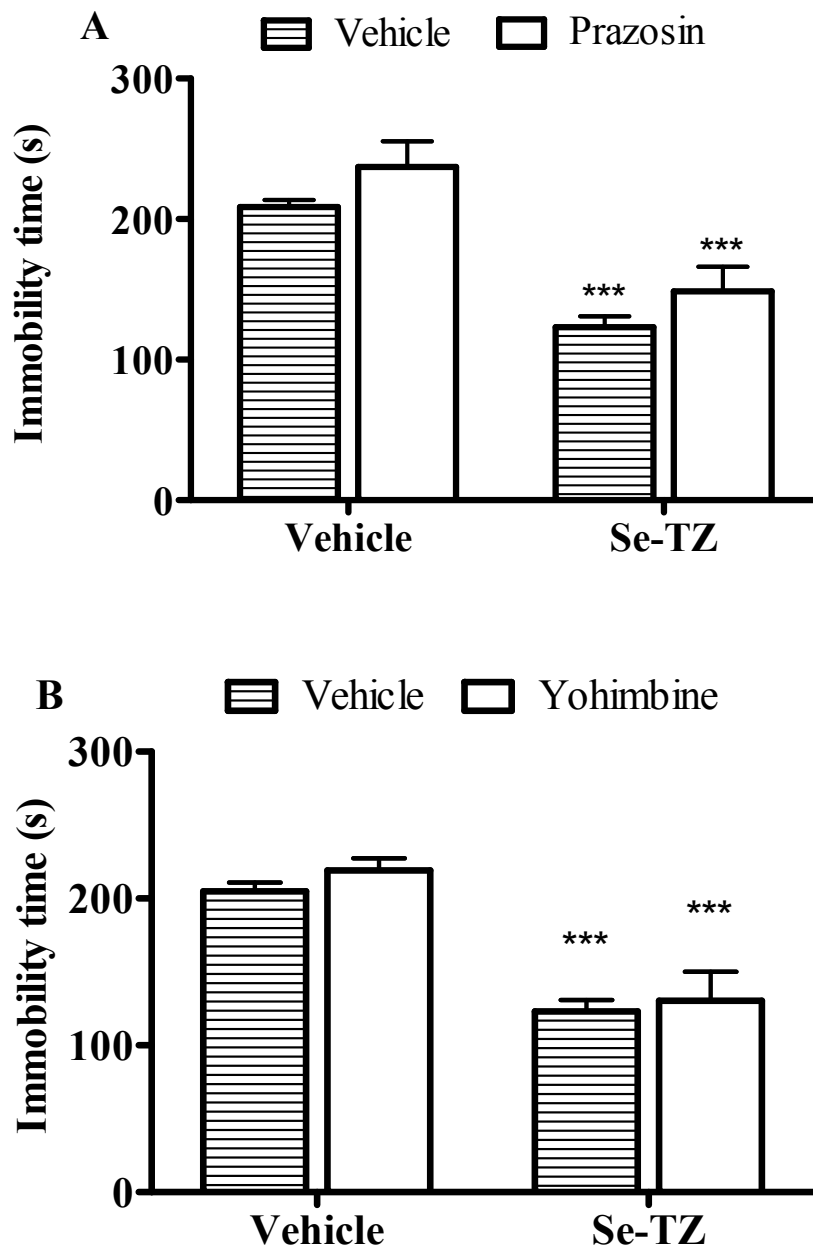 A
Vehicle Prazosin
Immobility time (s)
300
200
100
0
***
***
Vehicle Se-TZ
B
Vehicle Yohimbine
Immobility time (s)
300
200
100
0
***
***
Vehicle Se-TZ